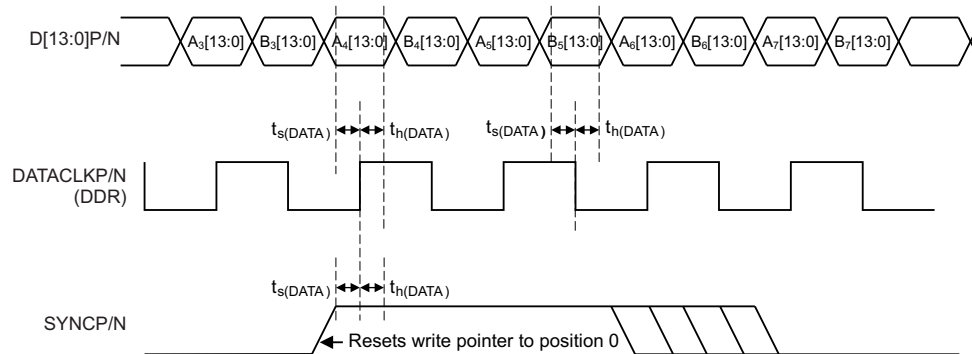 D[13:0]P/N
A3[13:0] B3[13:0] A4[13:0] B4[13:0] A5[13:0] B5[13:0] A6[13:0] B6[13:0] A7[13:0] B7[13:0]
ts(DATA) th(DATA) ts(DATA) th(DATA)
DATACLKP/N
(DDR)
ts(DATA) th(DATA)
SYNCP/N
Resets write pointer to position 0